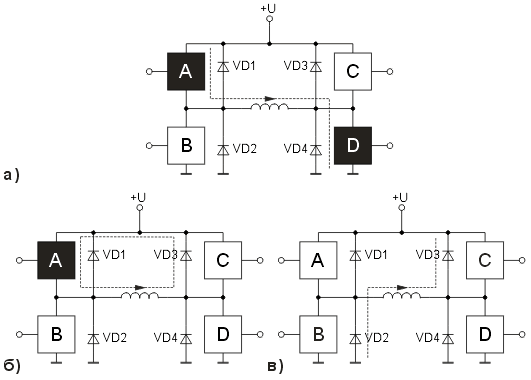 +U
A VD1 VD3 C
B VD2 VD4 D
а)
+U +U
A VD1 VD3 C A VD1 VD3 C
B VD2 VD4 D B VD2 VD4 D
б) в)